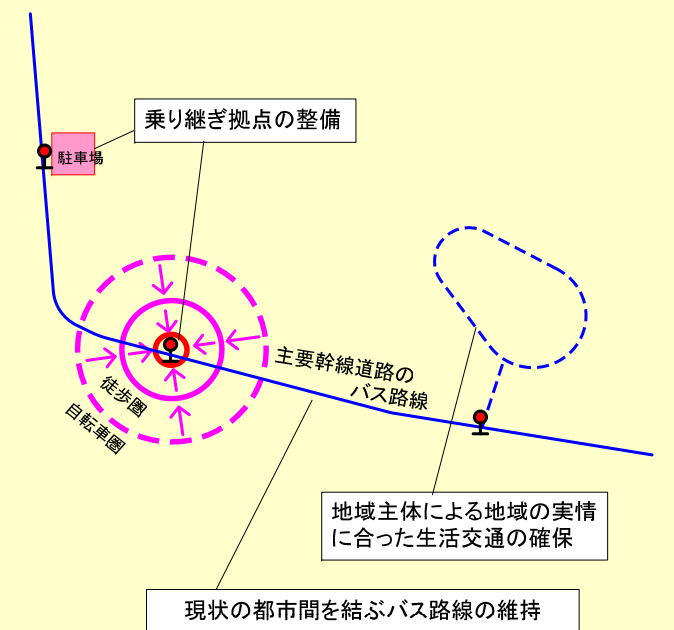 乗り継ぎ拠点の整備
駐車場
主要幹線道路の
バス路線
徒歩圏
自転車圏
地域主体による地域の実情
に合った生活交通の確保
現状の都市間を結ぶバス路線の維持